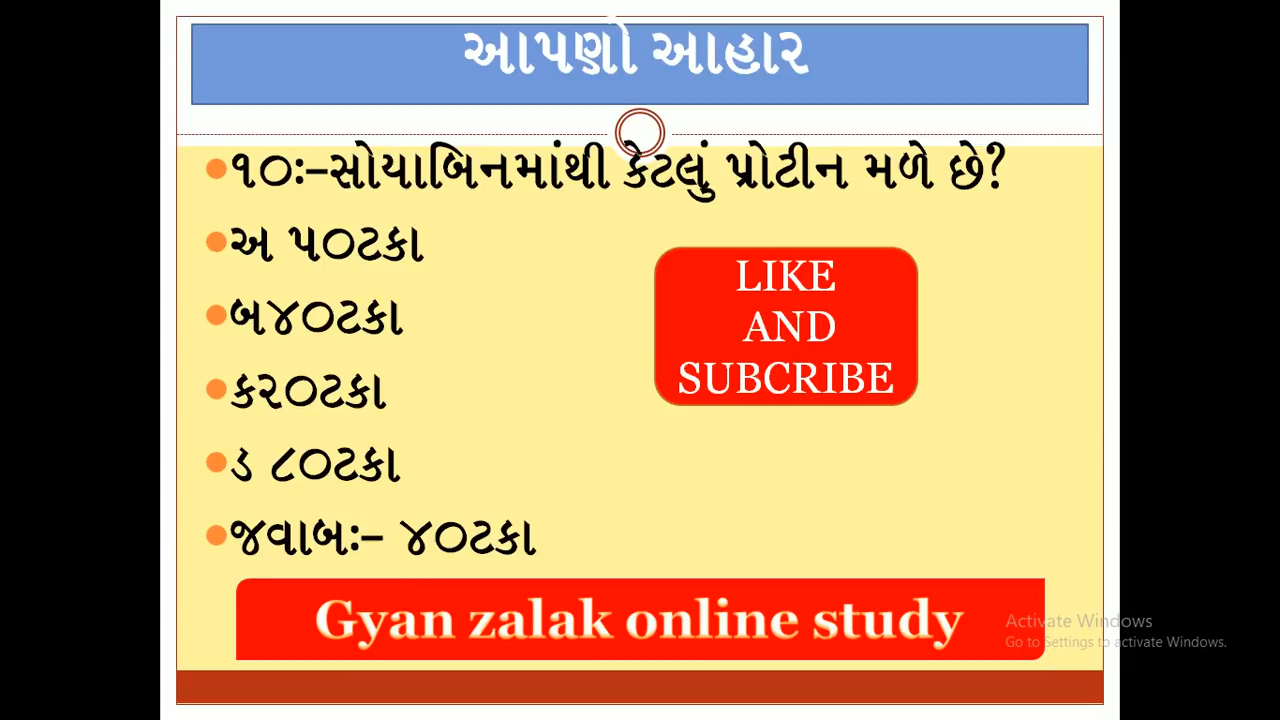 આપણો આહાર
૧૦ઃ-સોયાબિનમાંથી કેટલું પ્રોટીન મળે છે?
અ ૫૦ટકા
બ૪૦ટકા
ક૨૦ટકા
ડ ૮૦ટકા
જવાબઃ- ૪૦ટકા
LIKE
AND
SUBCRIBE
Gyan zalak online study
Activate Windows
Go to Settings to activate Windows.